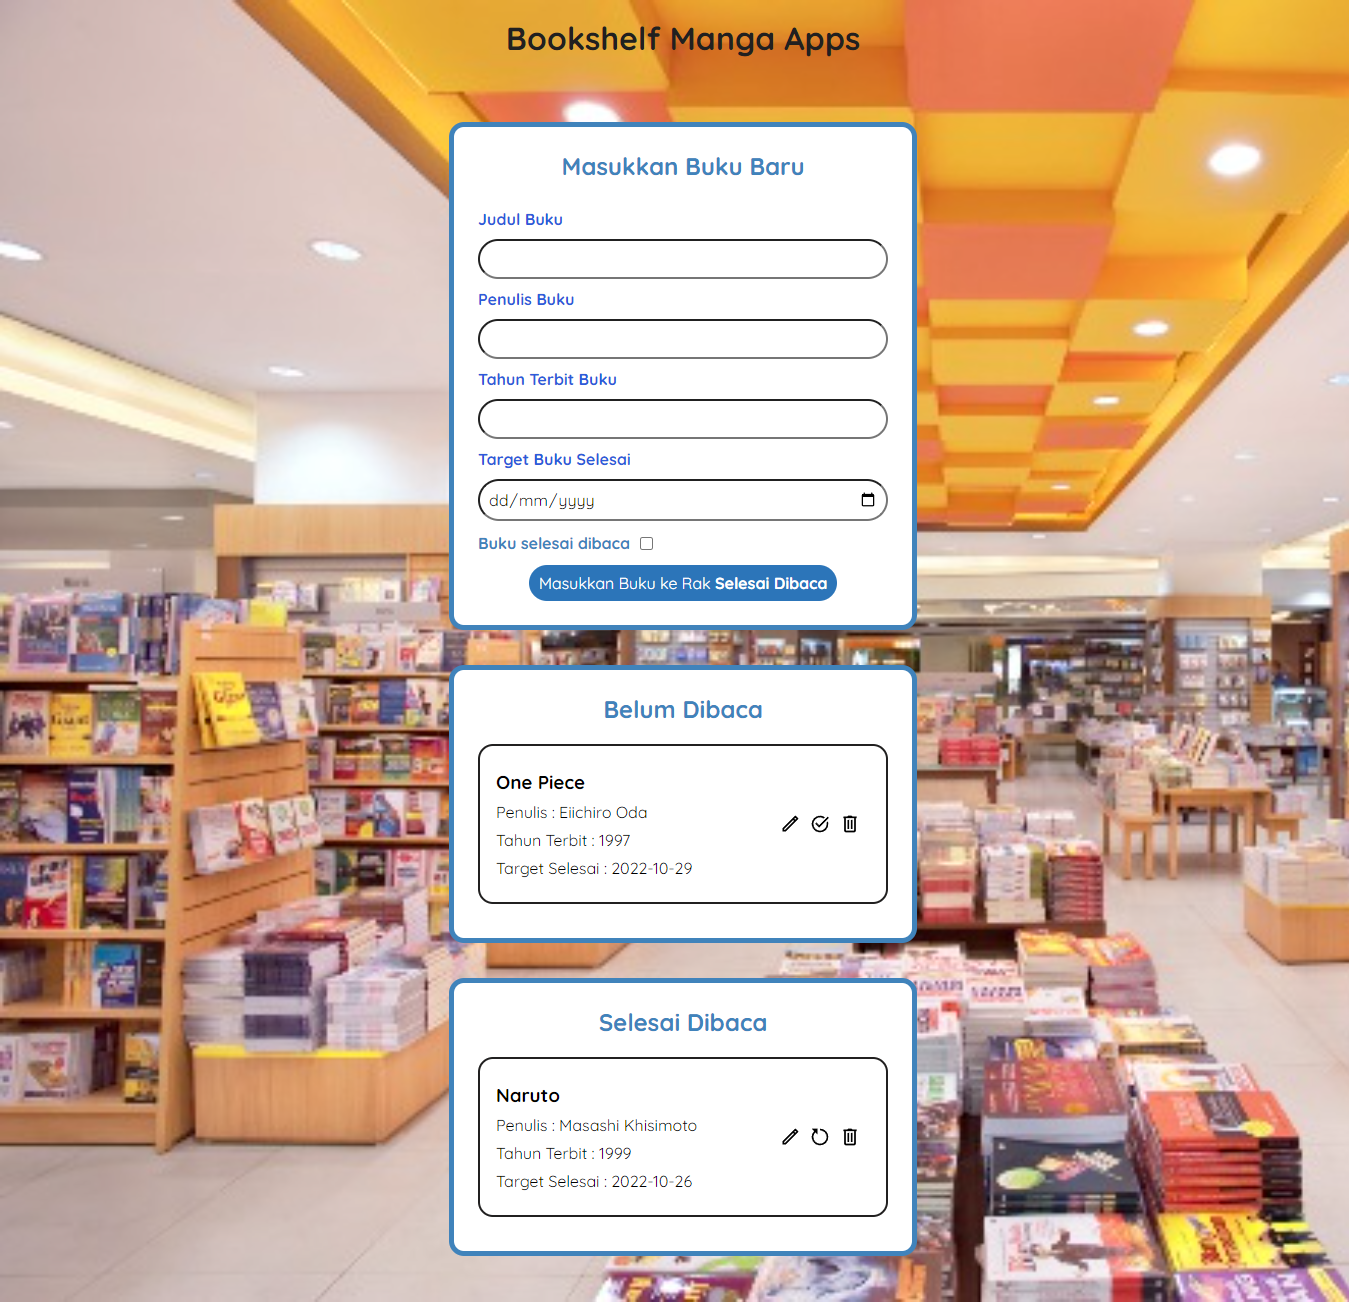 Bookshelf Manga Apps
Masukkan Buku Baru
Judul Buku
Penulis Buku
Tahun Terbit Buku
Target Buku Selesai
dd/mm/yyyy
Buku selesai dibaca
Masukkan Buku ke Rak Selesai Dibaca
Belum Dibaca
One Piece
Penulis : Eiichiro Oda
Tahun Terbit : 1997
Target Selesai : 2022-10-29
Selesai Dibaca
Naruto
Penulis : Masashi Khisimoto
Tahun Terbit : 1999
Target Selesai : 2022-10-26